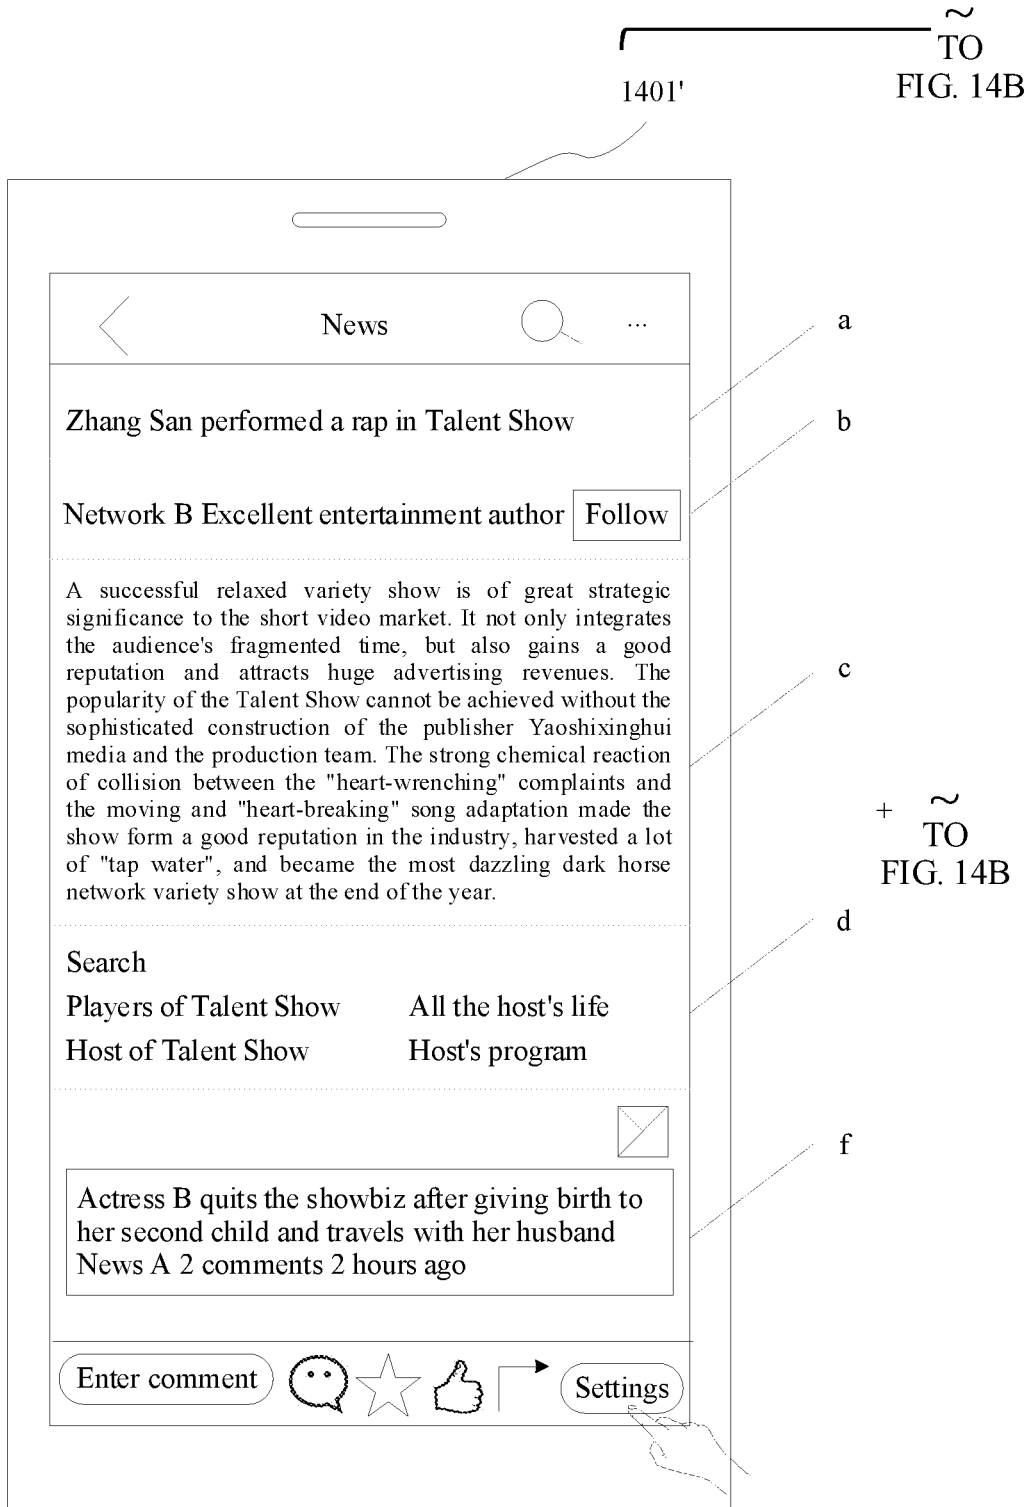 ~
TO
FIG. 14B
1401'
News
...
a
Zhang San performed a rap in Talent Show
b
Network B Excellent entertainment author Follow
A successful relaxed variety show is of great strategic
significance to the short video market. It not only integrates
the audience's fragmented time, but also gains a good
reputation and attracts huge advertising revenues. The
popularity of the Talent Show cannot be achieved without the
sophisticated construction of the publisher Yaoshixinghui
media and the production team. The strong chemical reaction
of collision between the "heart-wrenching" complaints and
the moving and "heart-breaking" song adaptation made the
show form a good reputation in the industry, harvested a lot
of "tap water", and became the most dazzling dark horse
network variety show at the end of the year.
c
+
~
TO
FIG. 14B
d
Search
Players of Talent Show All the host's life
Host of Talent Show Host's program
f
Actress B quits the showbiz after giving birth to
her second child and travels with her husband
News A 2 comments 2 hours ago
Enter comment
Settings